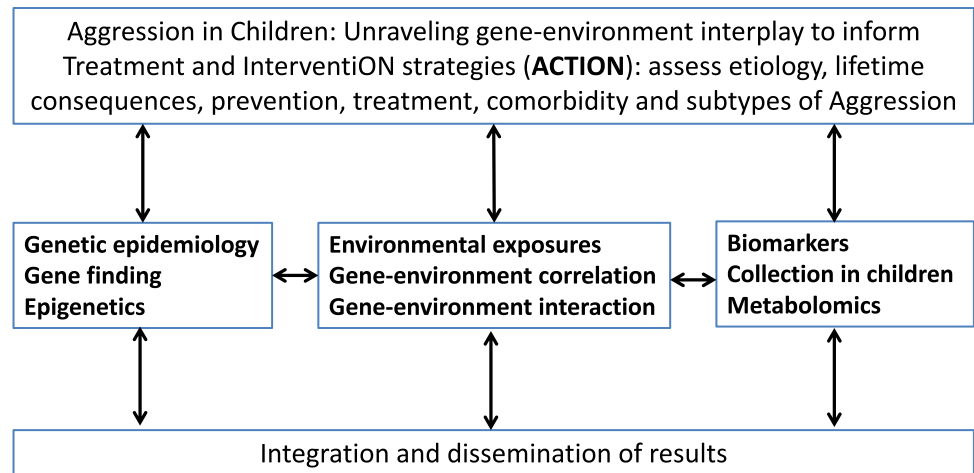 Aggression in Children: Unraveling gene-environment interplay to inform
Treatment and InterventiON strategies (ACTION): assess etiology, lifetime
consequences, prevention, treatment, comorbidity and subtypes of Aggression
Genetic epidemiology
Gene finding
Epigenetics
Environmental exposures
Gene-environment correlation
Gene-environment interaction
Biomarkers
Collection in children
Metabolomics
Integration and dissemination of results